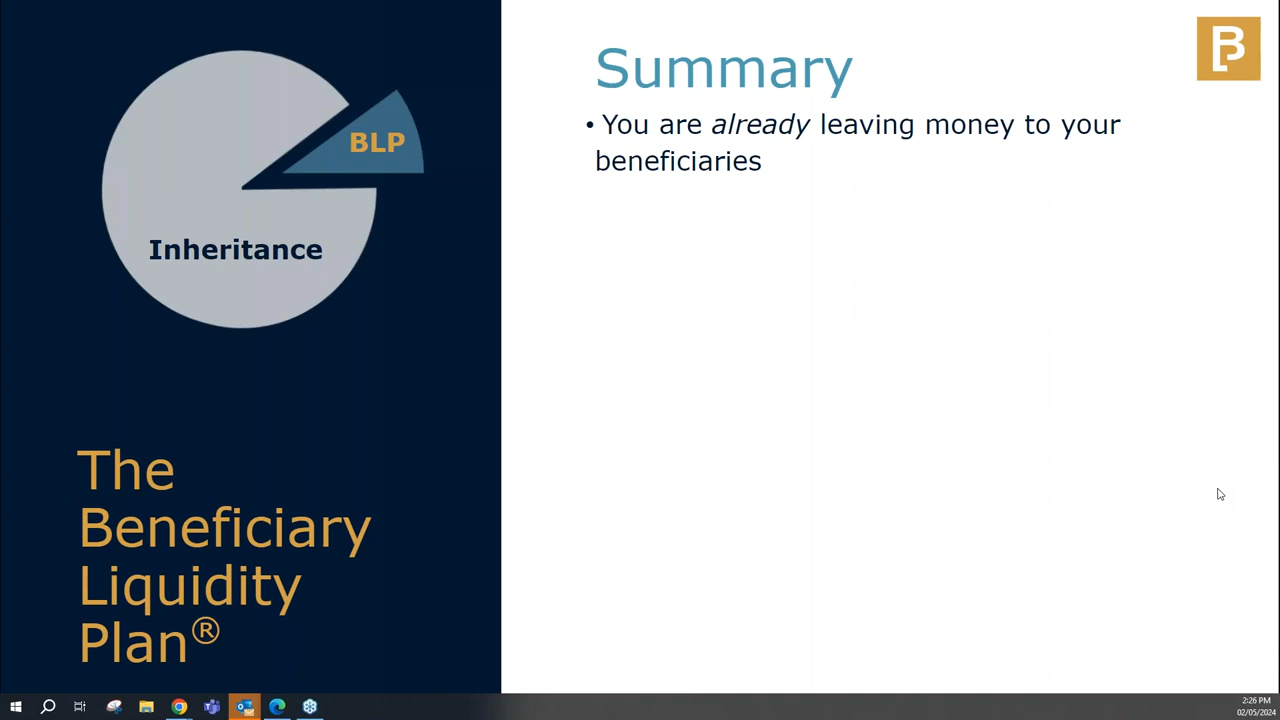 BLP
Inheritance
The
Beneficiary
Liquidity
Plan®
Summary
• You are already leaving money to your
beneficiaries
B
2:26 PM
02/05/2024